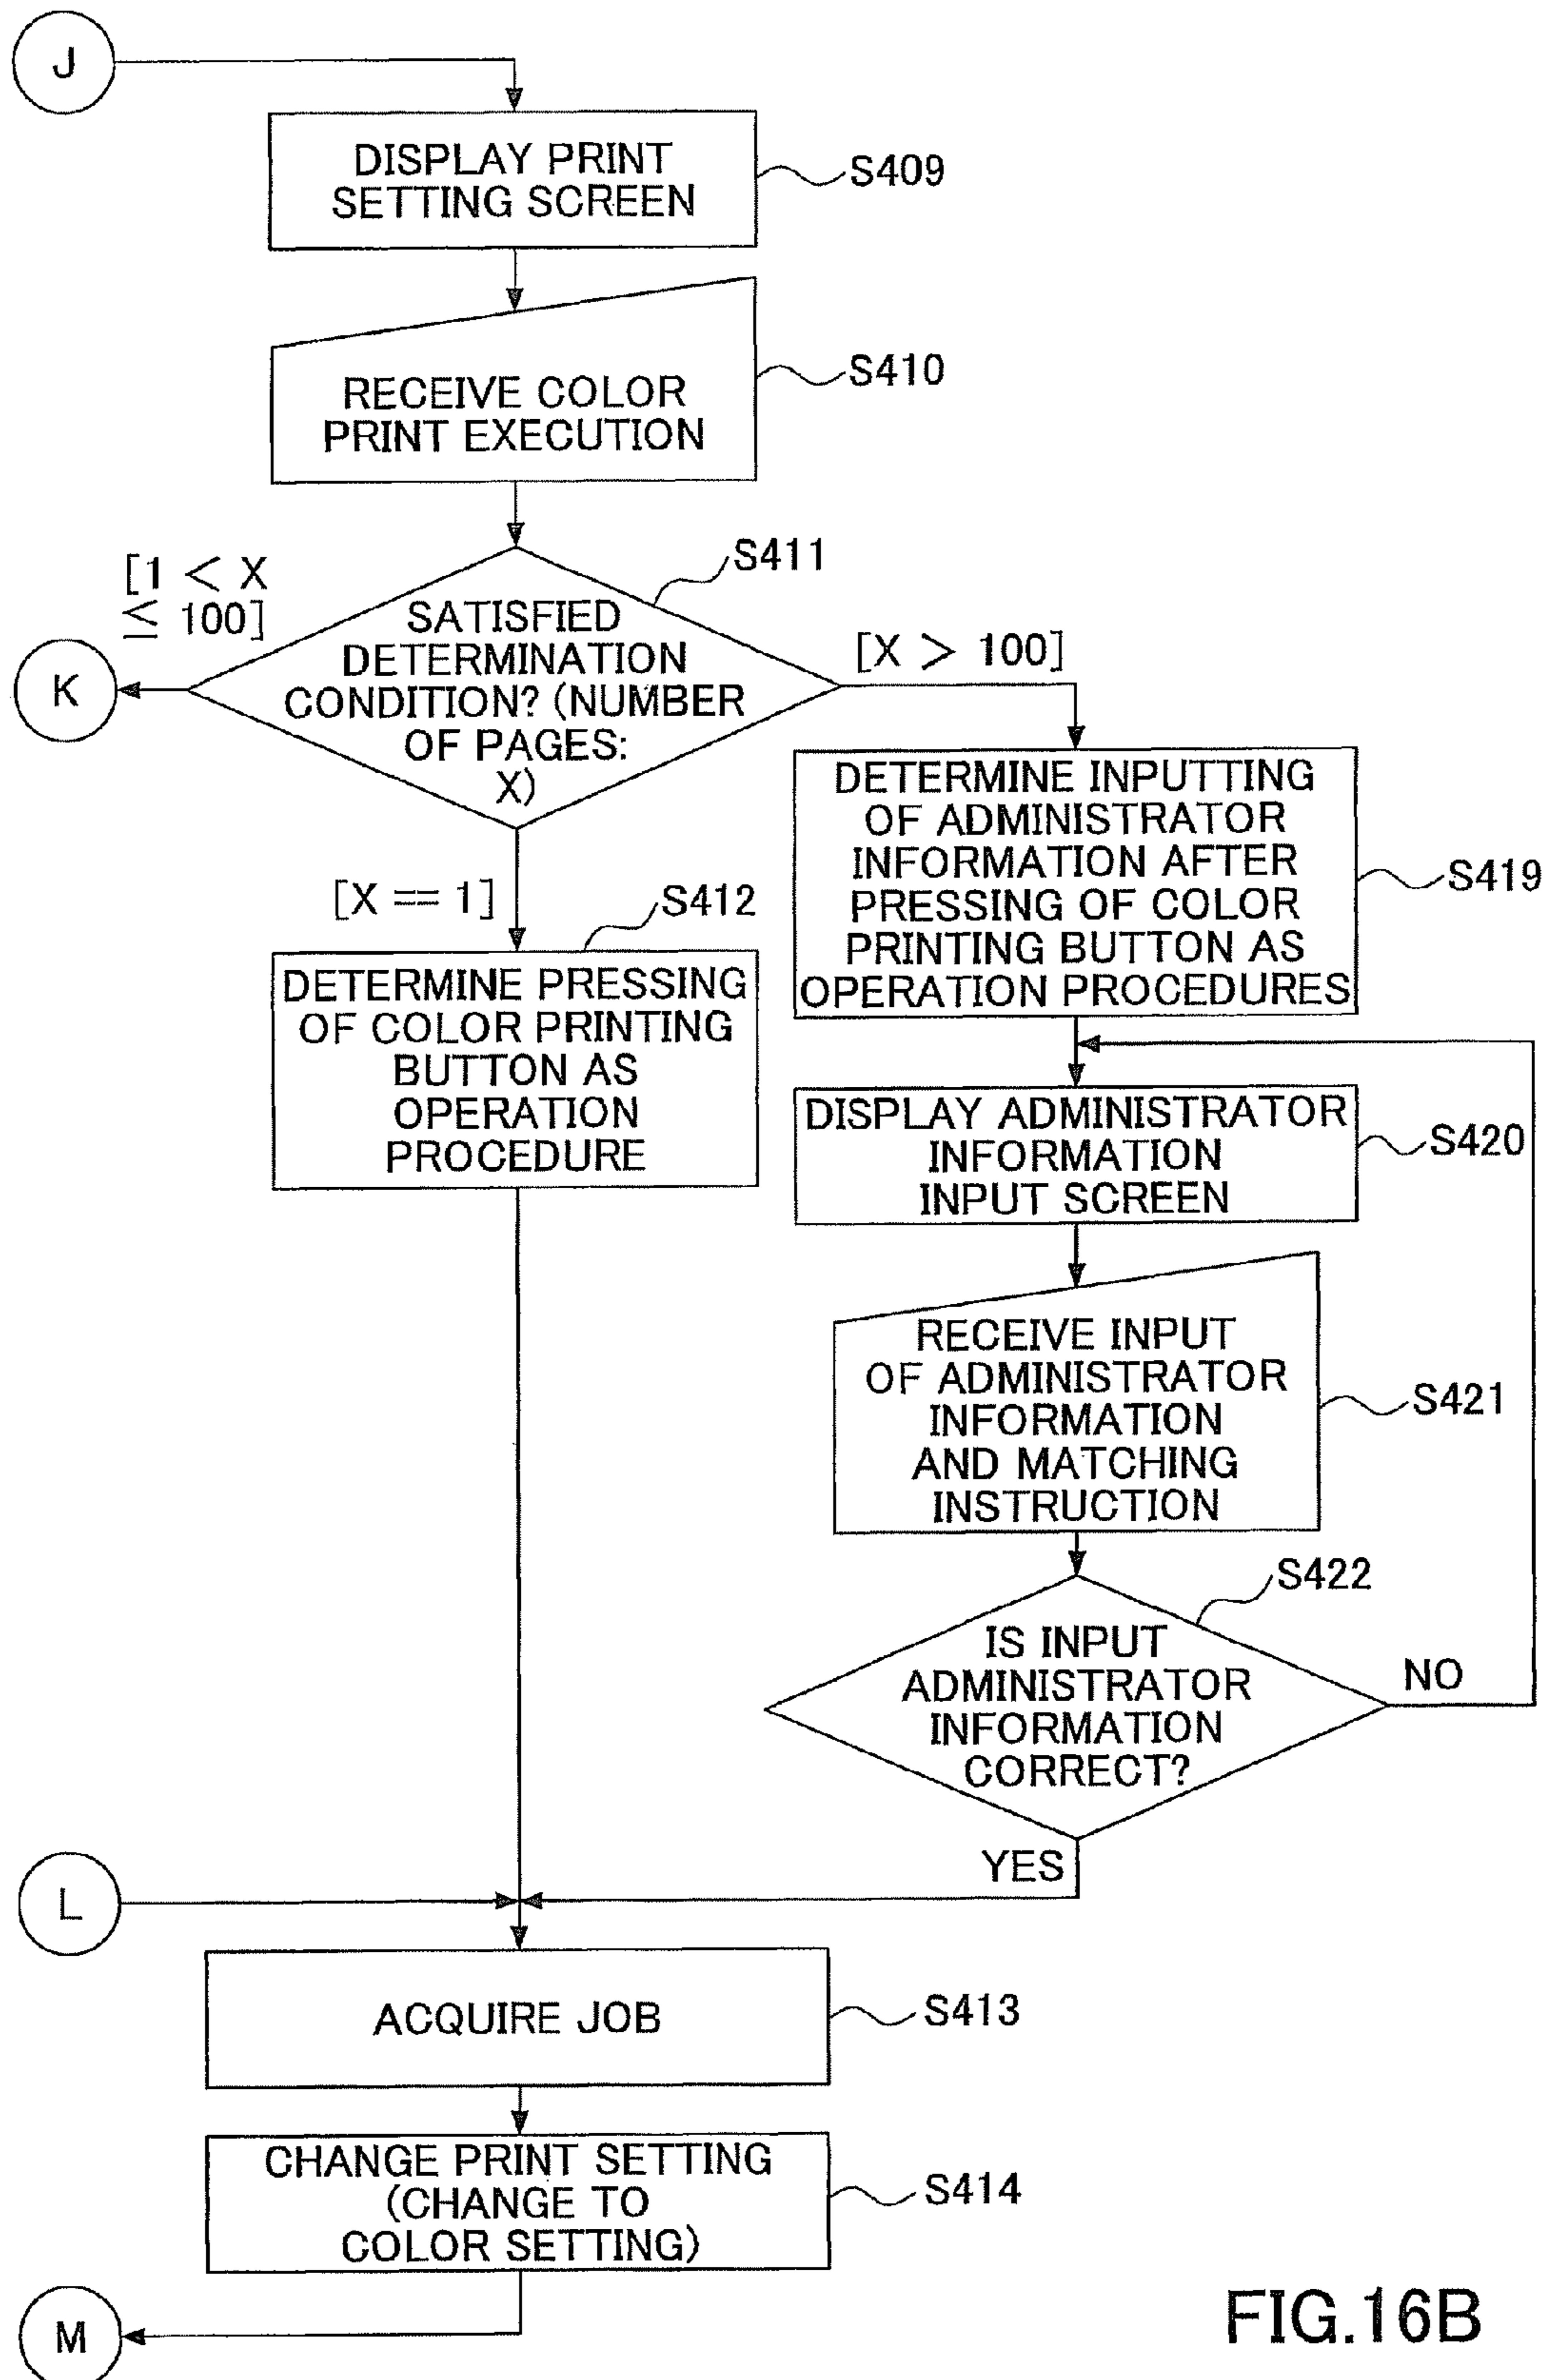 J
DISPLAY PRINT
SETTING SCREEN
S409
RECEIVE COLOR
PRINT EXECUTION
S410
[1 < X
≤ 100]
S411
SATISFIED
DETERMINATION
CONDITION? (NUMBER
OF PAGES:
X)
K
[X > 100]
[X == 1]
S412
DETERMINE PRESSING
OF COLOR PRINTING
BUTTON AS
OPERATION
PROCEDURE
DETERMINE INPUTTING
OF ADMINISTRATOR
INFORMATION AFTER
PRESSING OF COLOR
PRINTING BUTTON AS
OPERATION PROCEDURES
S419
DISPLAY ADMINISTRATOR
INFORMATION
INPUT SCREEN
S420
RECEIVE INPUT
OF ADMINISTRATOR
INFORMATION
AND MATCHING
INSTRUCTION
S421
S422
IS INPUT
ADMINISTRATOR
INFORMATION
CORRECT?
NO
YES
L
ACQUIRE JOB
S413
CHANGE PRINT SETTING
(CHANGE TO
COLOR SETTING)
S414
M
FIG.16B